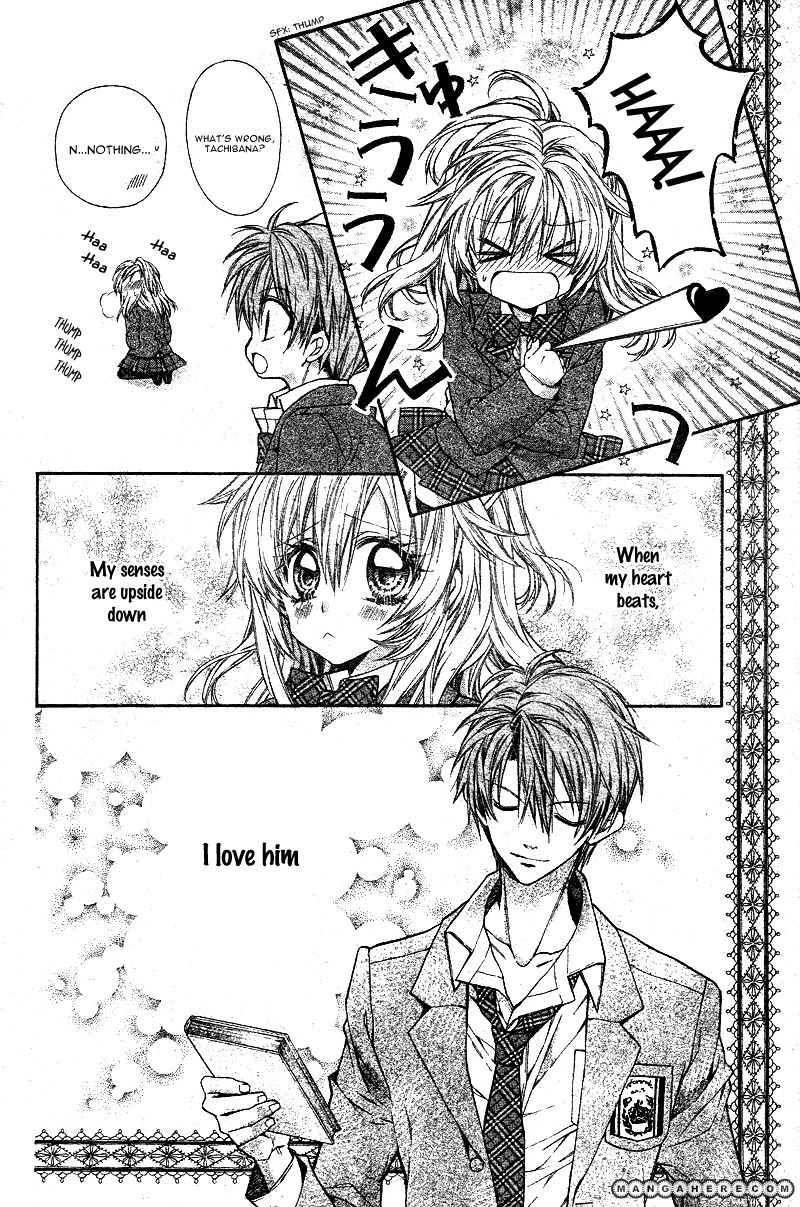 SFX: THUMP
HAAA!
きゅうううんっ
WHAT'S WRONG,
TACHIBANA?
N...NOTHING...
Haa
Haa
Haa
THUMP
THUMP
THUMP
When
my heart
beats,
My senses
are upside
down
I love him
MANGAHERE.COM